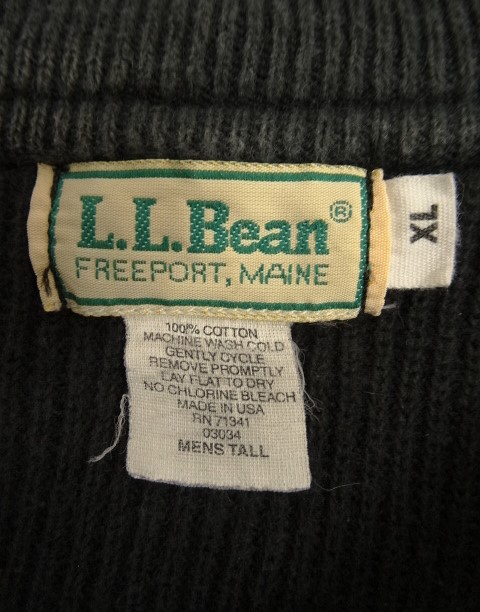 L.L.Bean®
FREEPORT, MAINE
XL
100% COTTON
MACHINE WASH COLD
GENTLY CYCLE
REMOVE PROMPTLY
LAY FLAT TO DRY
NO CHLORINE BLEACH
MADE IN USA
RN 71341
03034
MENS TALL